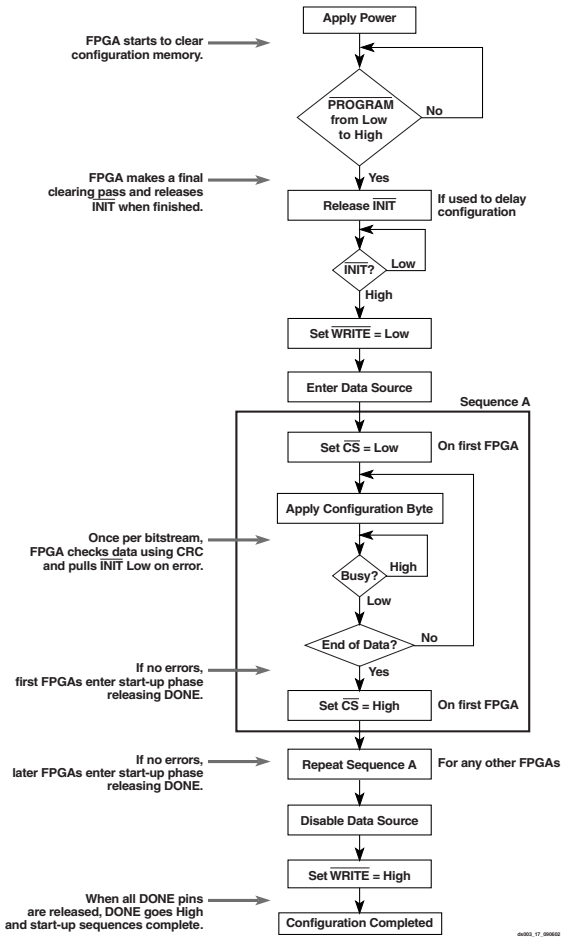 Apply Power
FPGA starts to clear
configuration memory.
PROGRAM
from Low
to High
No
Yes
FPGA makes a final
clearing pass and releases
INIT when finished.
Release INIT
If used to delay
configuration
INIT?
Low
High
Set WRITE = Low
Enter Data Source
Sequence A
Set CS = Low
On first FPGA
Apply Configuration Byte
Once per bitstream,
FPGA checks data using CRC
and pulls INIT Low on error.
Busy?
High
Low
End of Data?
No
Yes
If no errors,
first FPGAs enter start-up phase
releasing DONE.
Set CS = High
On first FPGA
If no errors,
later FPGAs enter start-up phase
releasing DONE.
Repeat Sequence A
For any other FPGAs
Disable Data Source
Set WRITE = High
When all DONE pins
are released, DONE goes High
and start-up sequences complete.
Configuration Completed
ds003_17_090602